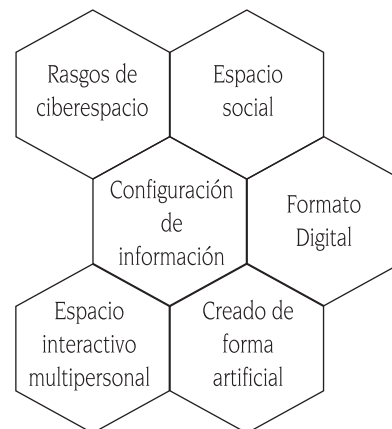 Rasgos de
ciberespacio
Espacio
social
Configuración
de
información
Formato
Digital
Espacio
interactivo
multipersonal
Creado de
forma
artificial